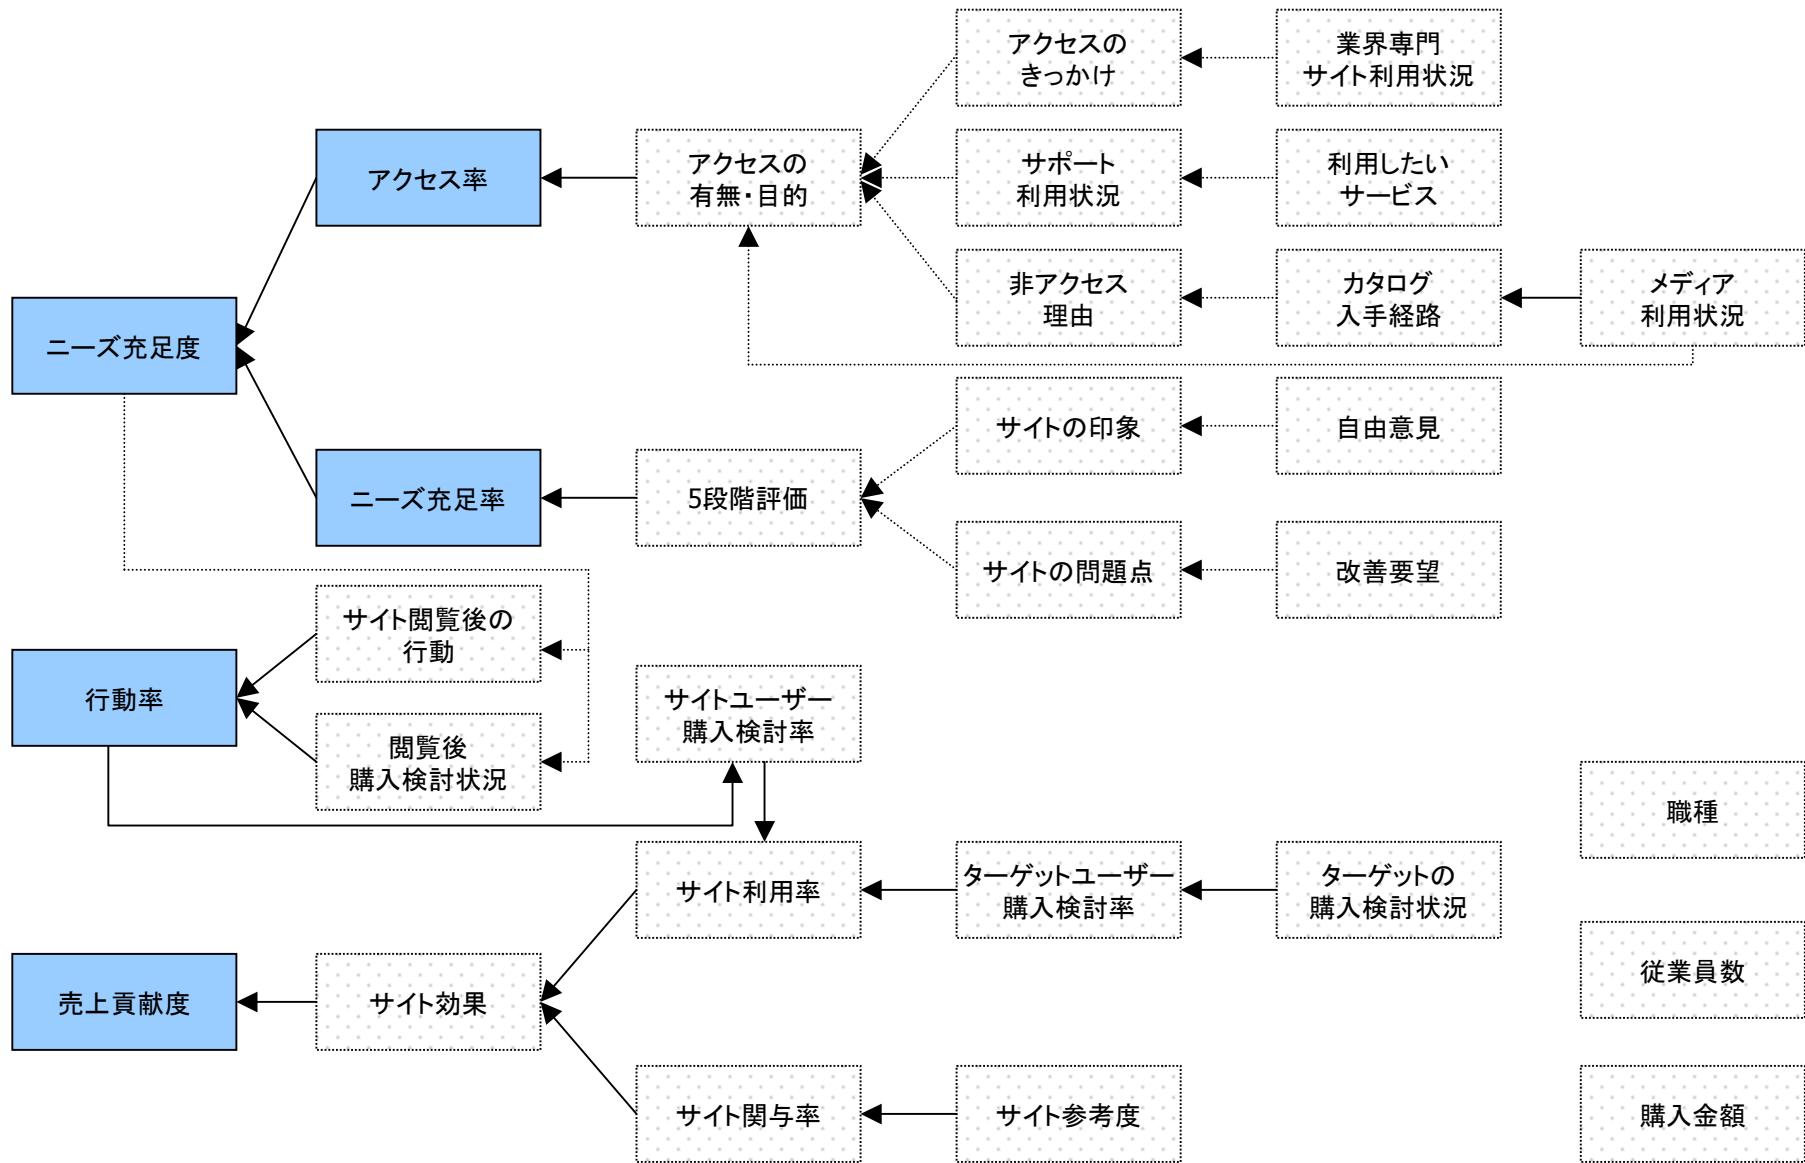 アクセスの
きっかけ
業界専門
サイト利用状況
アクセス率
アクセスの
有無・目的
サポート
利用状況
利用したい
サービス
非アクセス
理由
カタログ
入手経路
メディア
利用状況
ニーズ充足度
サイトの印象
自由意見
ニーズ充足率
5段階評価
サイトの問題点
改善要望
サイト閲覧後の
行動
行動率
サイトユーザー
購入検討率
閲覧後
購入検討状況
職種
サイト利用率
ターゲットユーザー
購入検討率
ターゲットの
購入検討状況
従業員数
売上貢献度
サイト効果
サイト関与率
サイト参考度
購入金額